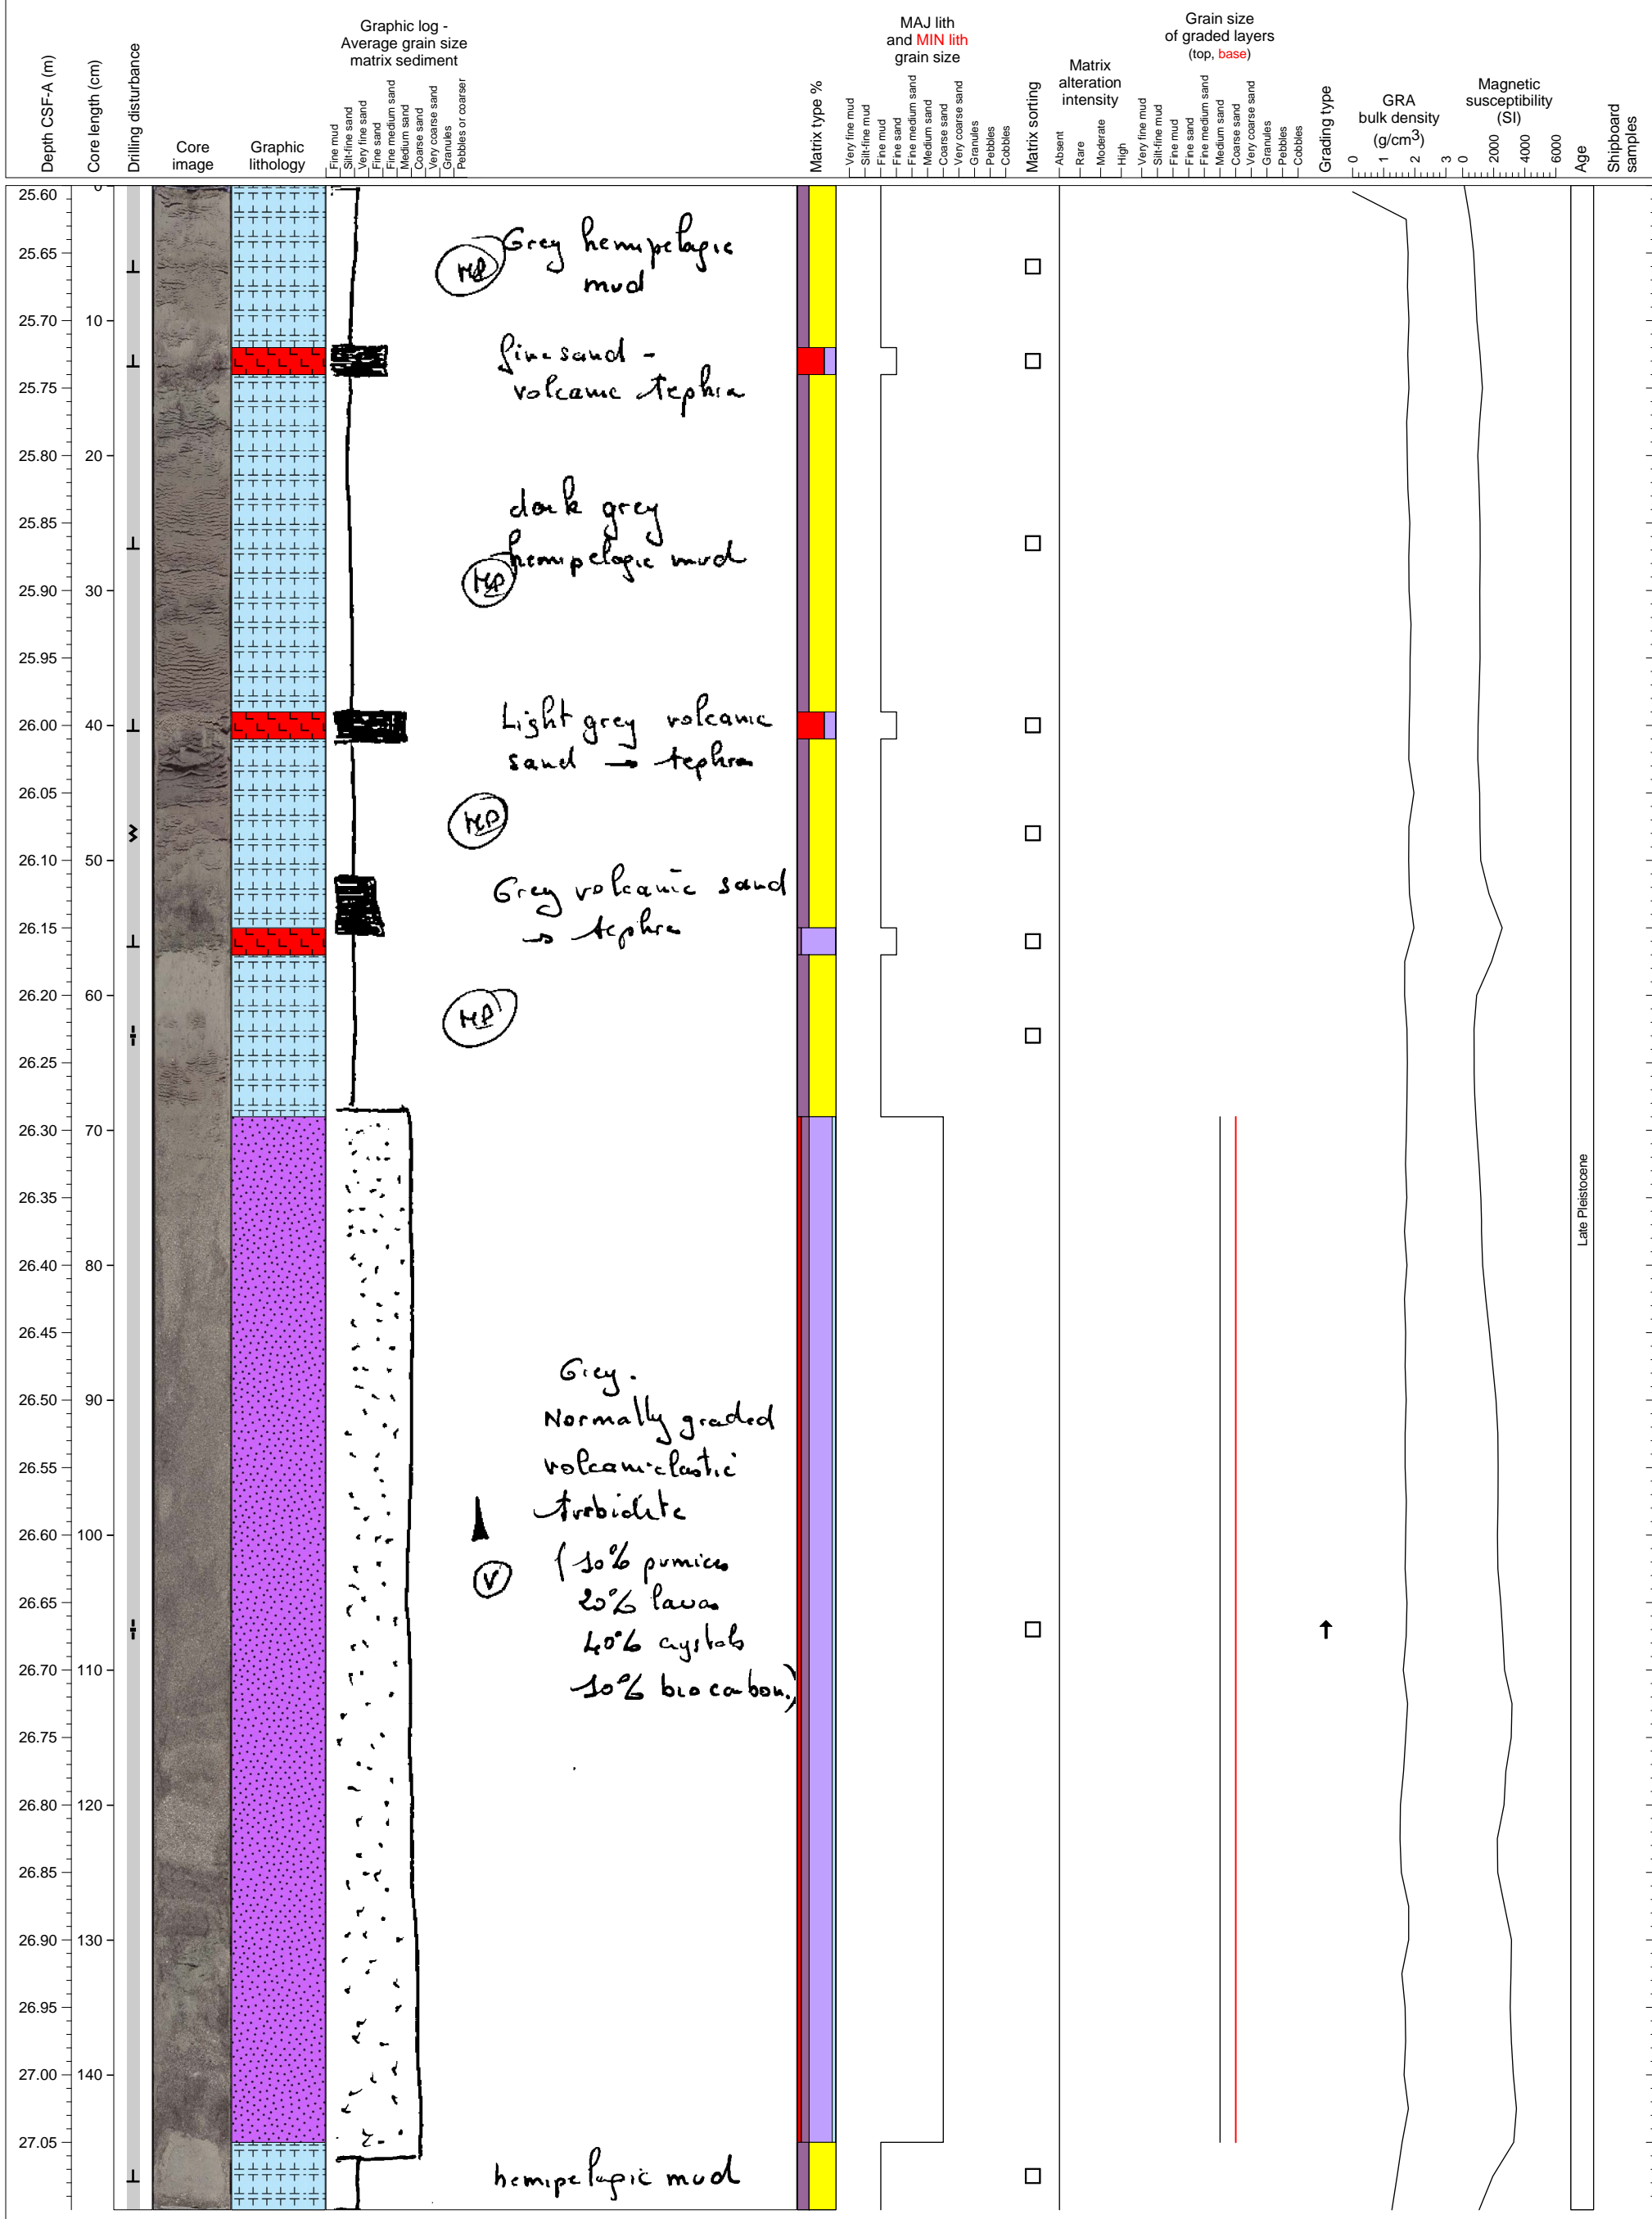 Depth CSF-A (m)
Core length (cm)
Drilling disturbance
Core
image
Graphic
lithology
Graphic log -
Average grain size
matrix sediment
Fine mud
Silt-fine sand
Very fine sand
Fine sand
Fine medium sand
Medium sand
Coarse sand
Very coarse sand
Granules
Pebbles or coarser
Matrix type %
MAJ lith
and MIN lith
grain size
Very fine mud
Silt-fine mud
Fine mud
Fine sand
Fine medium sand
Medium sand
Coarse sand
Very coarse sand
Granules
Pebbles
Cobbles
Matrix sorting
Matrix
alteration
intensity
Absent
Rare
Moderate
High
Grain size
of graded layers
(top, base)
Very fine mud
Silt-fine mud
Fine mud
Fine sand
Fine medium sand
Medium sand
Coarse sand
Very coarse sand
Granules
Pebbles
Cobbles
Grading type
GRA
bulk density
(g/cm3)
0 1 2 3
Magnetic
susceptibility
(SI)
0 2000 4000 6000
Age
Shipboard
samples
25.60 0
25.65
25.70 10
25.75
25.80 20
25.85
25.90 30
25.95
26.00 40
26.05
26.10 50
26.15
26.20 60
26.25
26.30 70
26.35
26.40 80
26.45
26.50 90
26.55
26.60 100
26.65
26.70 110
26.75
26.80 120
26.85
26.90 130
26.95
27.00 140
27.05
Grey hemipelagic
mud
fine sand -
volcanic tephra
dark grey
hemipelagic mud
HP
Light grey volcanic
sand → tephra
HP
Grey volcanic sand
→ tephra
HP
Grey.
Normally graded
volcaniclastic
turbidite
V
(30% pumices
20% lavas
40% crystals
10% biocarbon.)
hemipelagic mud
Late Pleistocene